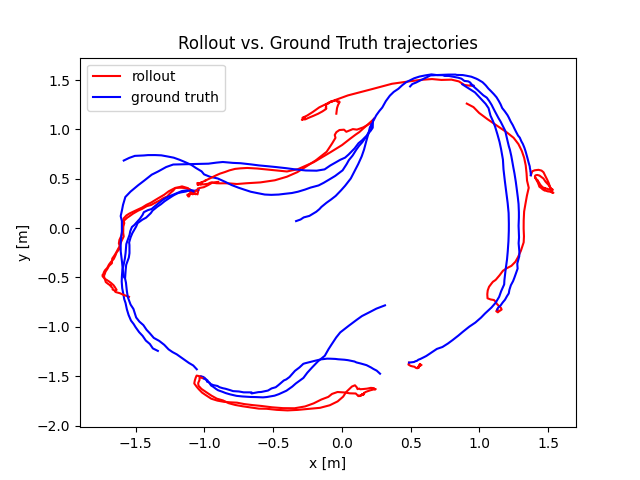 Rollout vs. Ground Truth trajectories
rollout
ground truth
1.5
1.0
0.5
0.0
−0.5
−1.0
−1.5
−2.0
y [m]
−1.5 −1.0 −0.5 0.0 0.5 1.0 1.5
x [m]